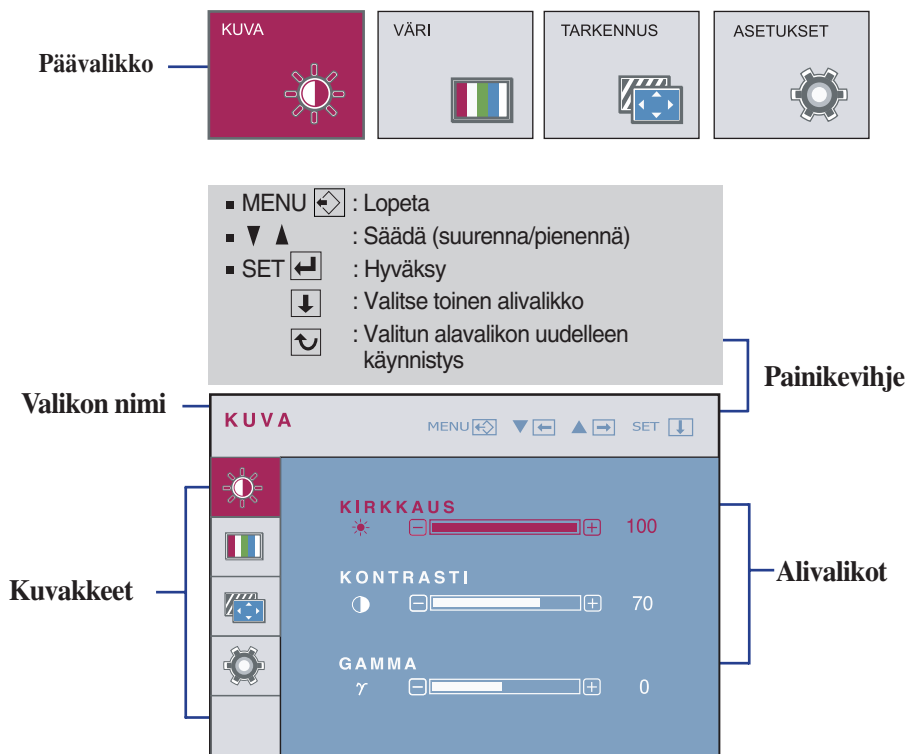 KUVA
VÄRI
TARKENNUS
ASETUKSET
Päävalikko
MENU : Lopeta
▼ ▲ : Säädä (suurenna/pienennä)
SET : Hyväksy
: Valitse toinen alivalikko
: Valitun alavalikon uudelleen
käynnistys
Painikevihje
Valikon nimi
KUVA
MENU ▼ ▲ SET
KIRKKAUS
100
KONTRASTI
70
GAMMA
γ 0
Kuvakkeet
Alivalikot